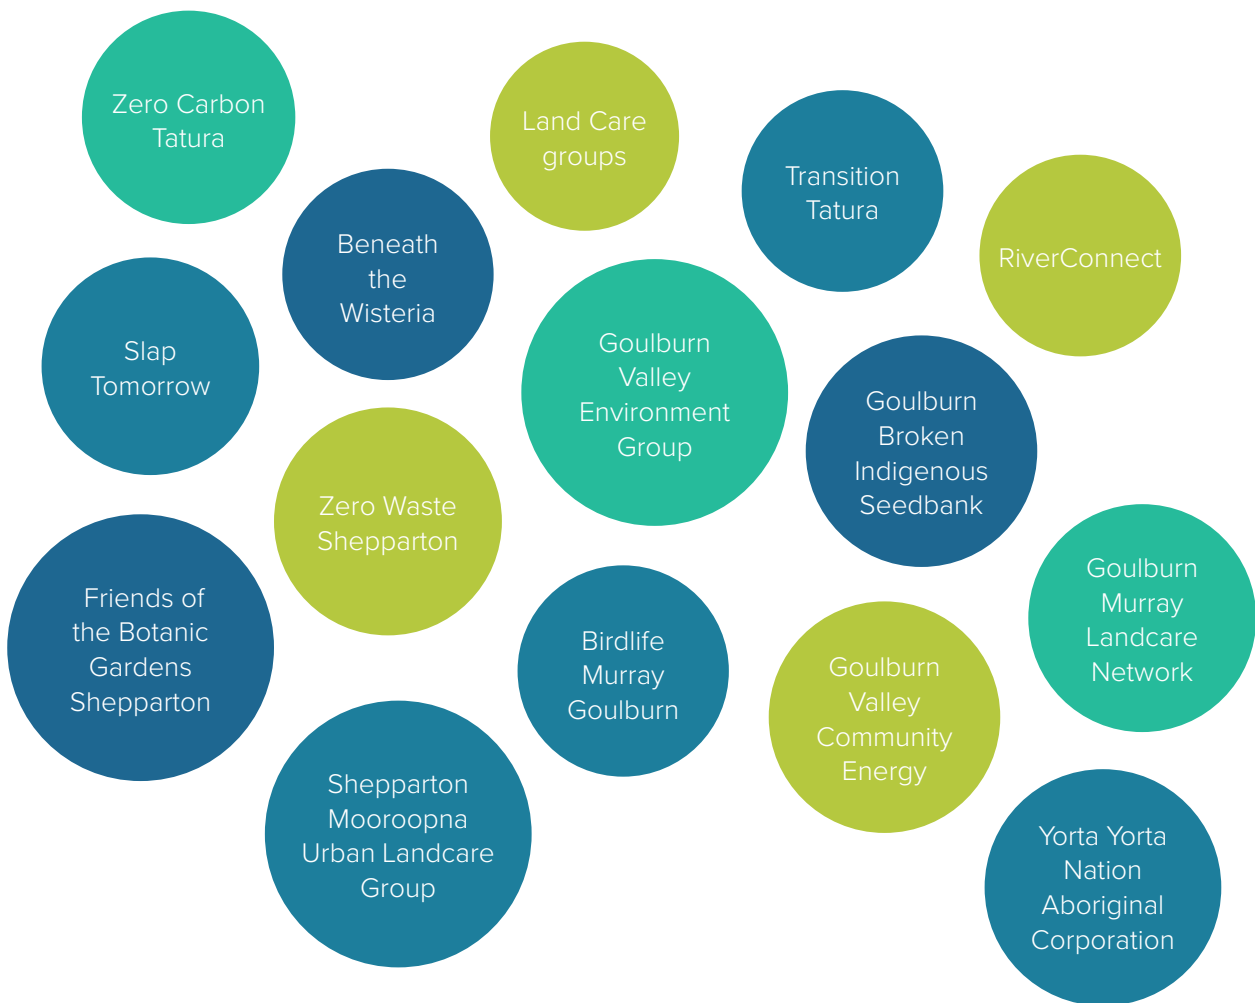 Zero Carbon
Tatura
Land Care
groups
Transition
Tatura
RiverConnect
Beneath
the
Wisteria
Slap
Tomorrow
Goulburn
Valley
Environment
Group
Goulburn
Broken
Indigenous
Seedbank
Zero Waste
Shepparton
Friends of
the Botanic
Gardens
Shepparton
Birdlife
Murray
Goulburn
Goulburn
Valley
Community
Energy
Goulburn
Murray
Landcare
Network
Shepparton
Mooroopna
Urban Landcare
Group
Yorta Yorta
Nation
Aboriginal
Corporation